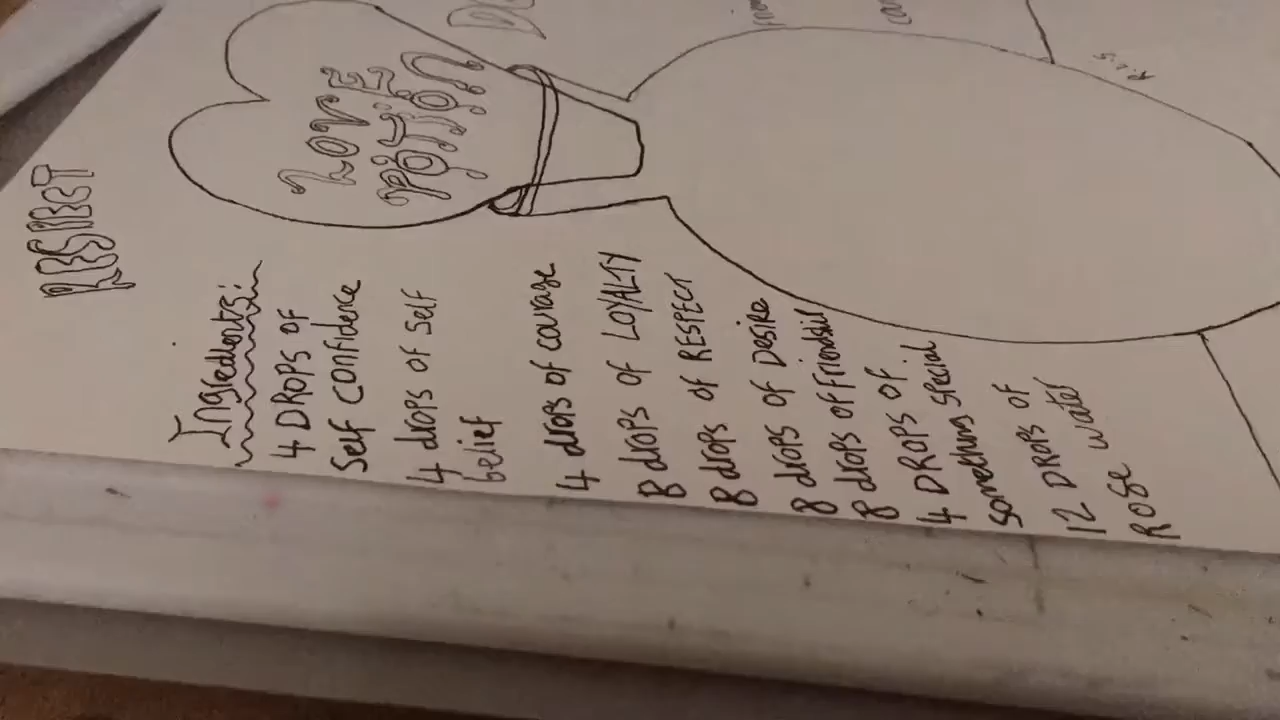 RESPECT
LOVE
POTION
Ingredients:
4 DROPS OF
Self Confidence
4 drops of self
belief
4 drops of courage
8 drops of LOYALTY
8 drops of RESPECT
8 drops of DESIRE
8 drops of Friendship
4 DROPS OF
something special
12 DROPS OF
ROSE water